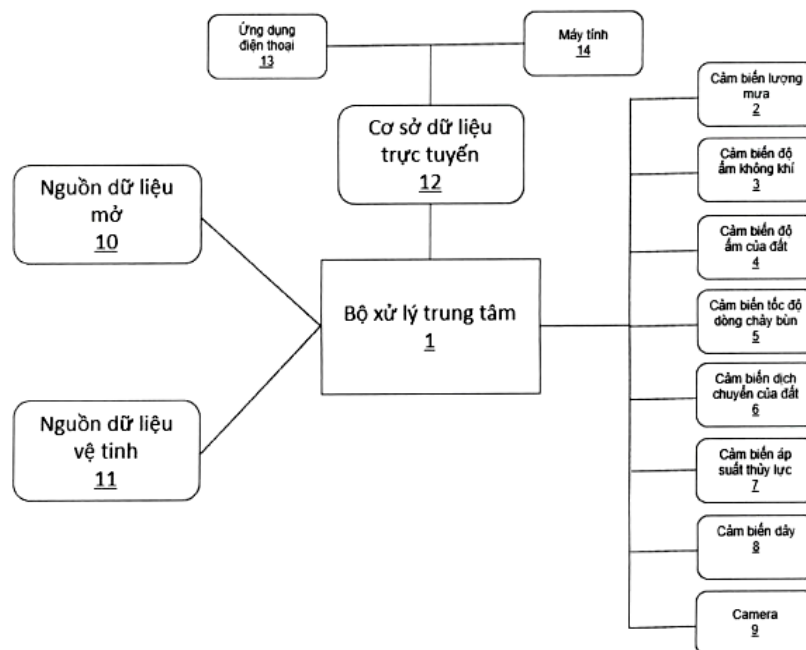 Ứng dụng
điện thoại
13
Máy tính
14
Cơ sở dữ liệu
trực tuyến
12
Nguồn dữ liệu
mở
10
Nguồn dữ liệu
vệ tinh
11
Bộ xử lý trung tâm
1
Cảm biến lượng
mưa
2
Cảm biến độ
ẩm không khí
3
Cảm biến độ
ẩm của đất
4
Cảm biến tốc độ
dòng chảy bùn
5
Cảm biến dịch
chuyển của đất
6
Cảm biến áp
suất thủy lực
7
Cảm biến dây
8
Camera
9